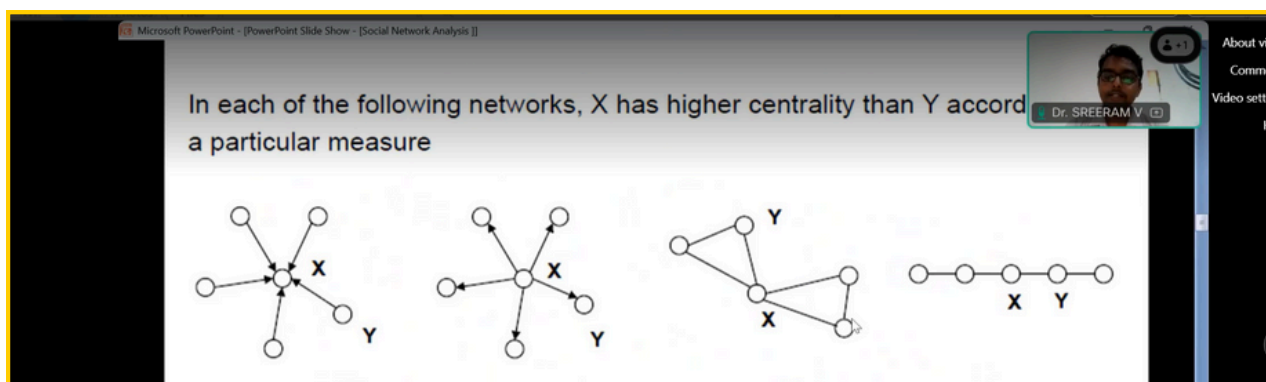 Microsoft PowerPoint - [PowerPoint Slide Show - [Social Network Analysis ]]
+1
About vi
Comm
Video sett
Dr. SREERAM V
In each of the following networks, X has higher centrality than Y accord
a particular measure
X
Y
X
Y
Y
X
X
Y